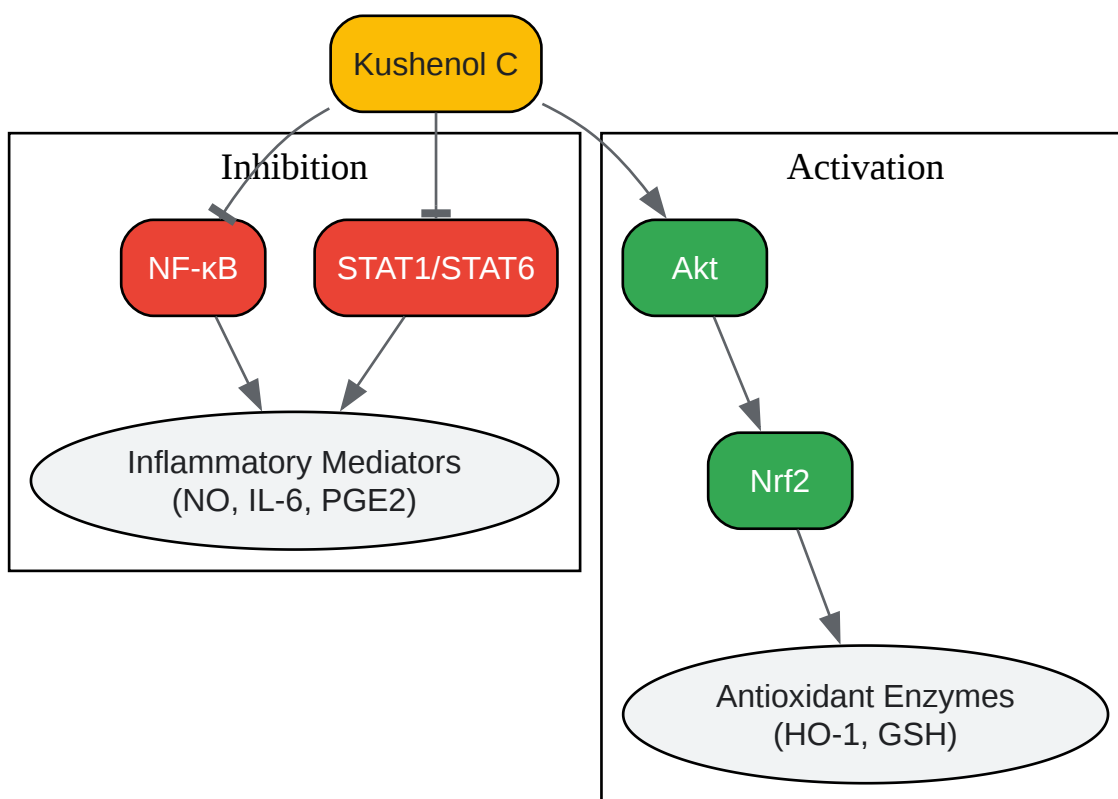 Kushenol C
Inhibition
Activation
NF-κB
STAT1/STAT6
Akt
Inflammatory Mediators
(NO, IL-6, PGE2)
Nrf2
Antioxidant Enzymes
(HO-1, GSH)